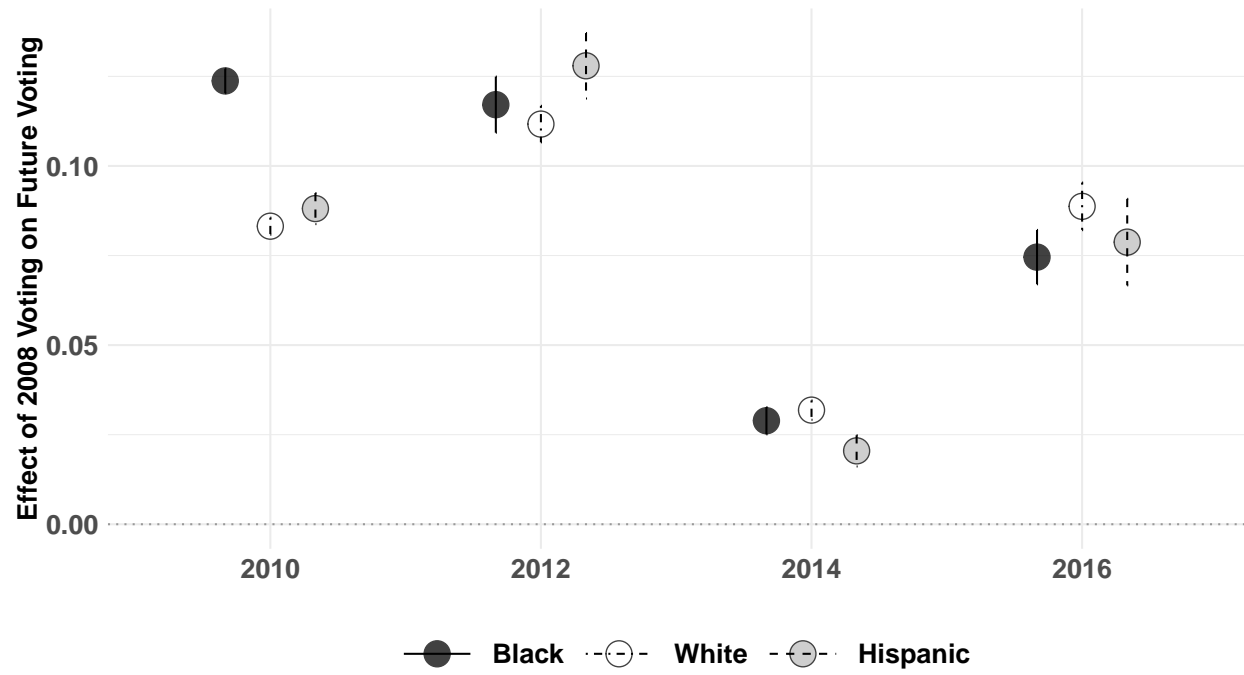 Effect of 2008 Voting on Future Voting
0.10
0.05
0.00
2010 2012 2014 2016
Black White Hispanic